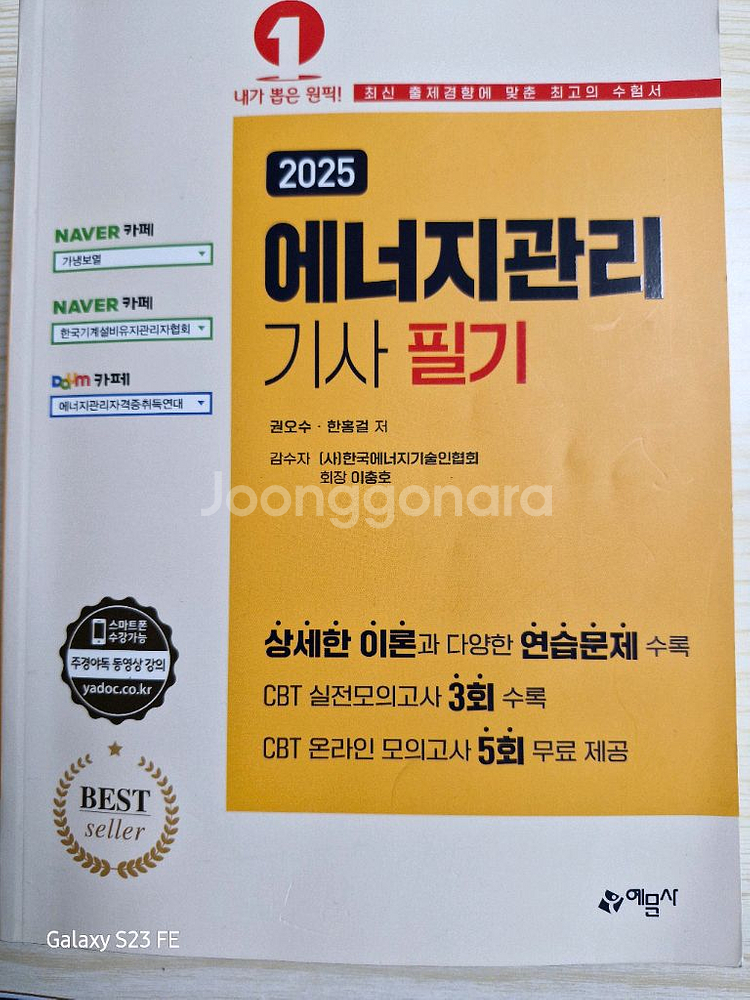 1
내가 뽑은 원픽!
최신 출제경향에 맞춘 최고의 수험서
2025
에너지관리
기사 필기
NAVER 카페
가냉보열
NAVER 카페
한국기계설비유지관리자협회
Daum 카페
에너지관리자격증취득연대
권오수 · 한홍걸 저
감수자 (사)한국에너지기술인협회
회장 이충호
Joonggonara
상세한 이론과 다양한 연습문제 수록
CBT 실전모의고사 3회 수록
CBT 온라인 모의고사 5회 무료 제공
스마트폰
수강가능
주경야독 동영상 강의
yadoc.co.kr
BEST
seller
예문사
Galaxy S23 FE